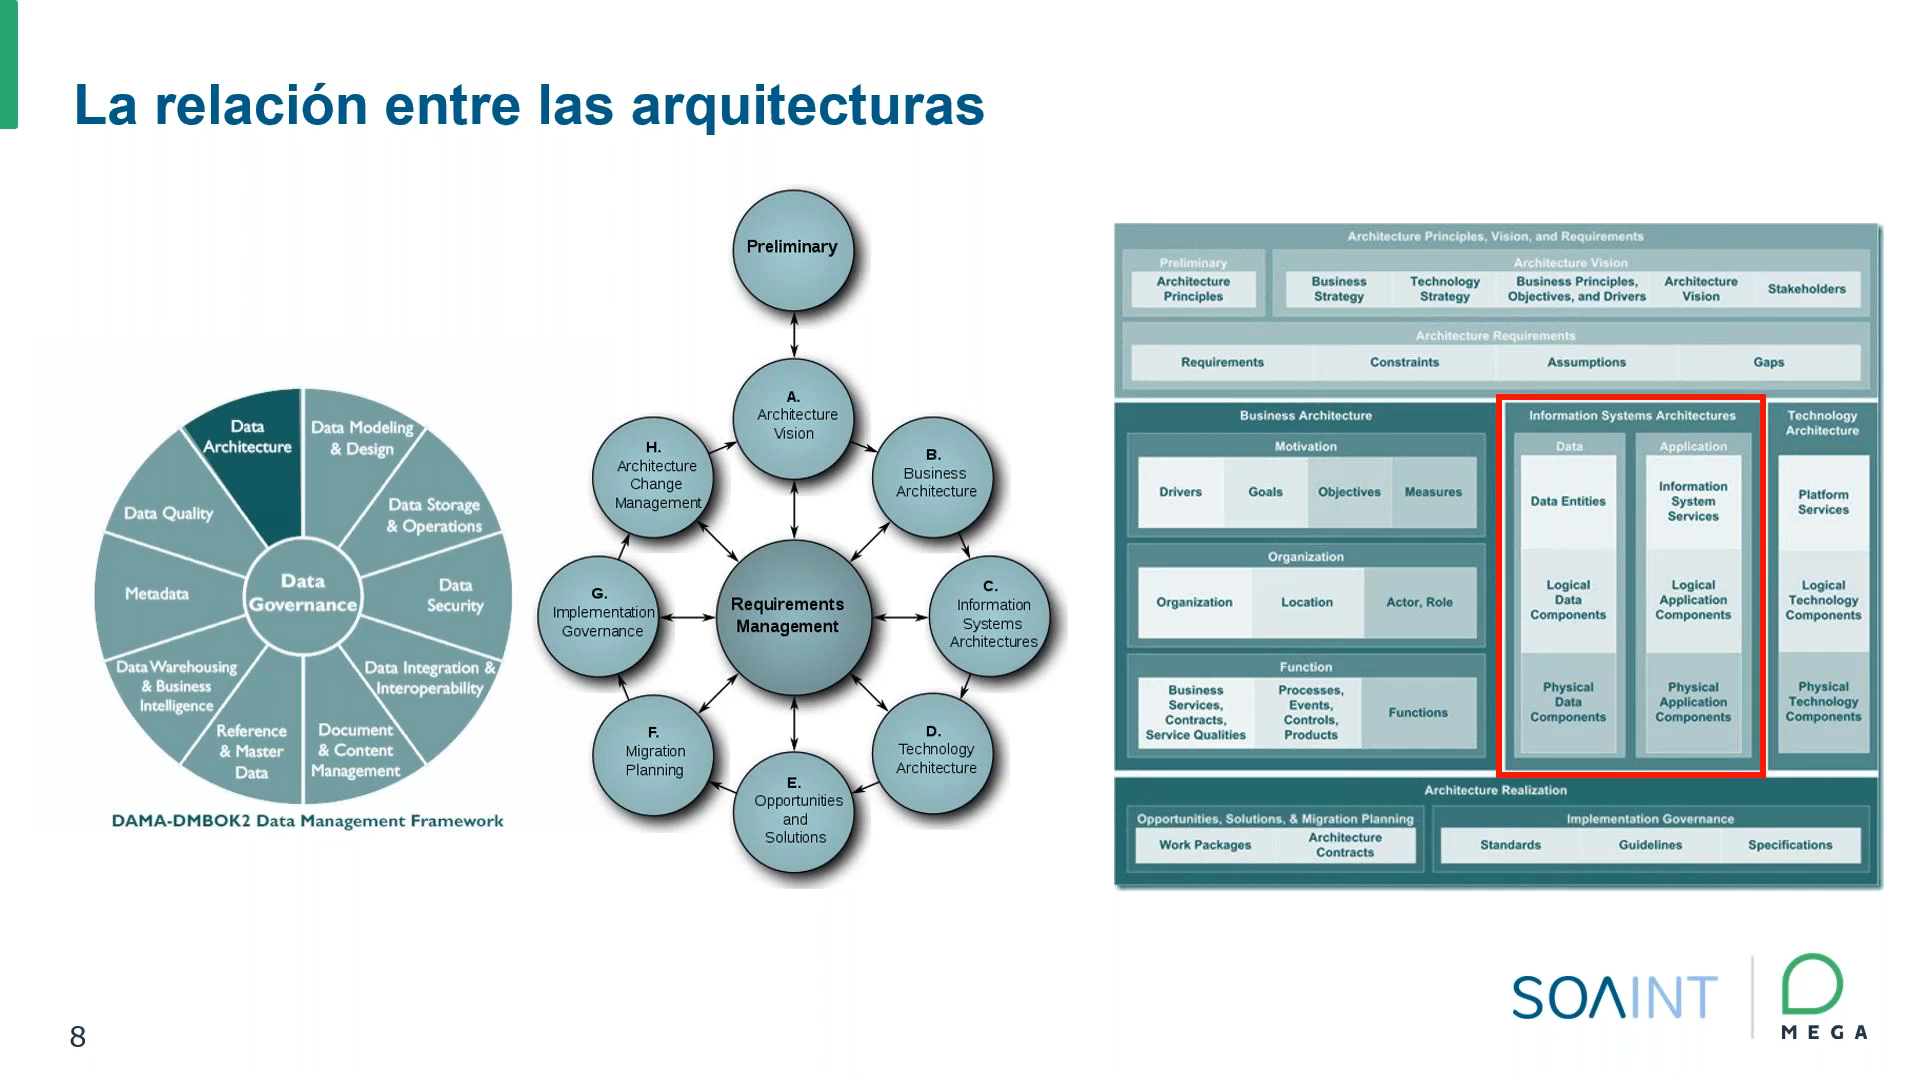 La relación entre las arquitecturas
Data
Architecture
Data Modeling
& Design
Data Storage
& Operations
Data
Security
Data Integration &
Interoperability
Document
& Content
Management
Reference
& Master
Data
Data Warehousing
& Business
Intelligence
Metadata
Data Quality
Data
Governance
DAMA-DMBOK2 Data Management Framework
Preliminary
A.
Architecture
Vision
B.
Business
Architecture
C.
Information
Systems
Architectures
D.
Technology
Architecture
E.
Opportunities
and
Solutions
F.
Migration
Planning
G.
Implementation
Governance
H.
Architecture
Change
Management
Requirements
Management
Architecture Principles, Vision, and Requirements
Preliminary
Architecture
Principles
Architecture Vision
Business
Strategy
Technology
Strategy
Business Principles,
Objectives, and Drivers
Architecture
Vision
Stakeholders
Architecture Requirements
Requirements
Constraints
Assumptions
Gaps
Business Architecture
Motivation
Drivers
Goals
Objectives
Measures
Organization
Organization
Location
Actor, Role
Function
Business
Services,
Contracts,
Service Qualities
Processes,
Events,
Controls,
Products
Functions
Information Systems Architectures
Data
Data Entities
Logical
Data
Components
Physical
Data
Components
Application
Information
System
Services
Logical
Application
Components
Physical
Application
Components
Technology
Architecture
Platform
Services
Logical
Technology
Components
Physical
Technology
Components
Architecture Realization
Opportunities, Solutions, & Migration Planning
Work Packages
Architecture
Contracts
Implementation Governance
Standards
Guidelines
Specifications
SOAINT
MEGA
8